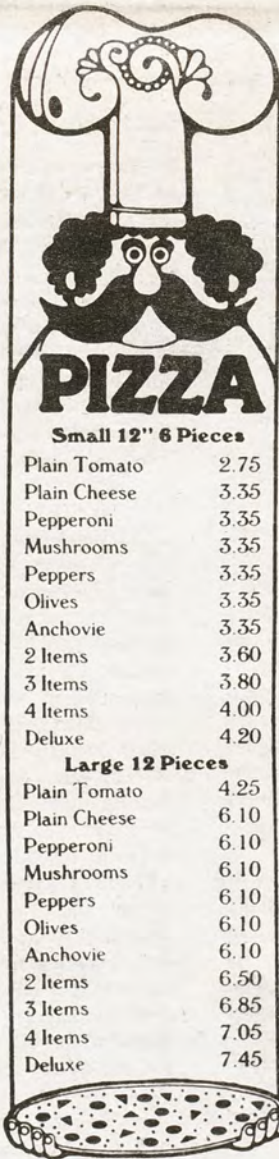 PIZZA
Small 12" 6 Pieces
Plain Tomato 2.75
Plain Cheese 3.35
Pepperoni 3.35
Mushrooms 3.35
Peppers 3.35
Olives 3.35
Anchovie 3.35
2 Items 3.60
3 Items 3.80
4 Items 4.00
Deluxe 4.20
Large 12 Pieces
Plain Tomato 4.25
Plain Cheese 6.10
Pepperoni 6.10
Mushrooms 6.10
Peppers 6.10
Olives 6.10
Anchovie 6.10
2 Items 6.50
3 Items 6.85
4 Items 7.05
Deluxe 7.45